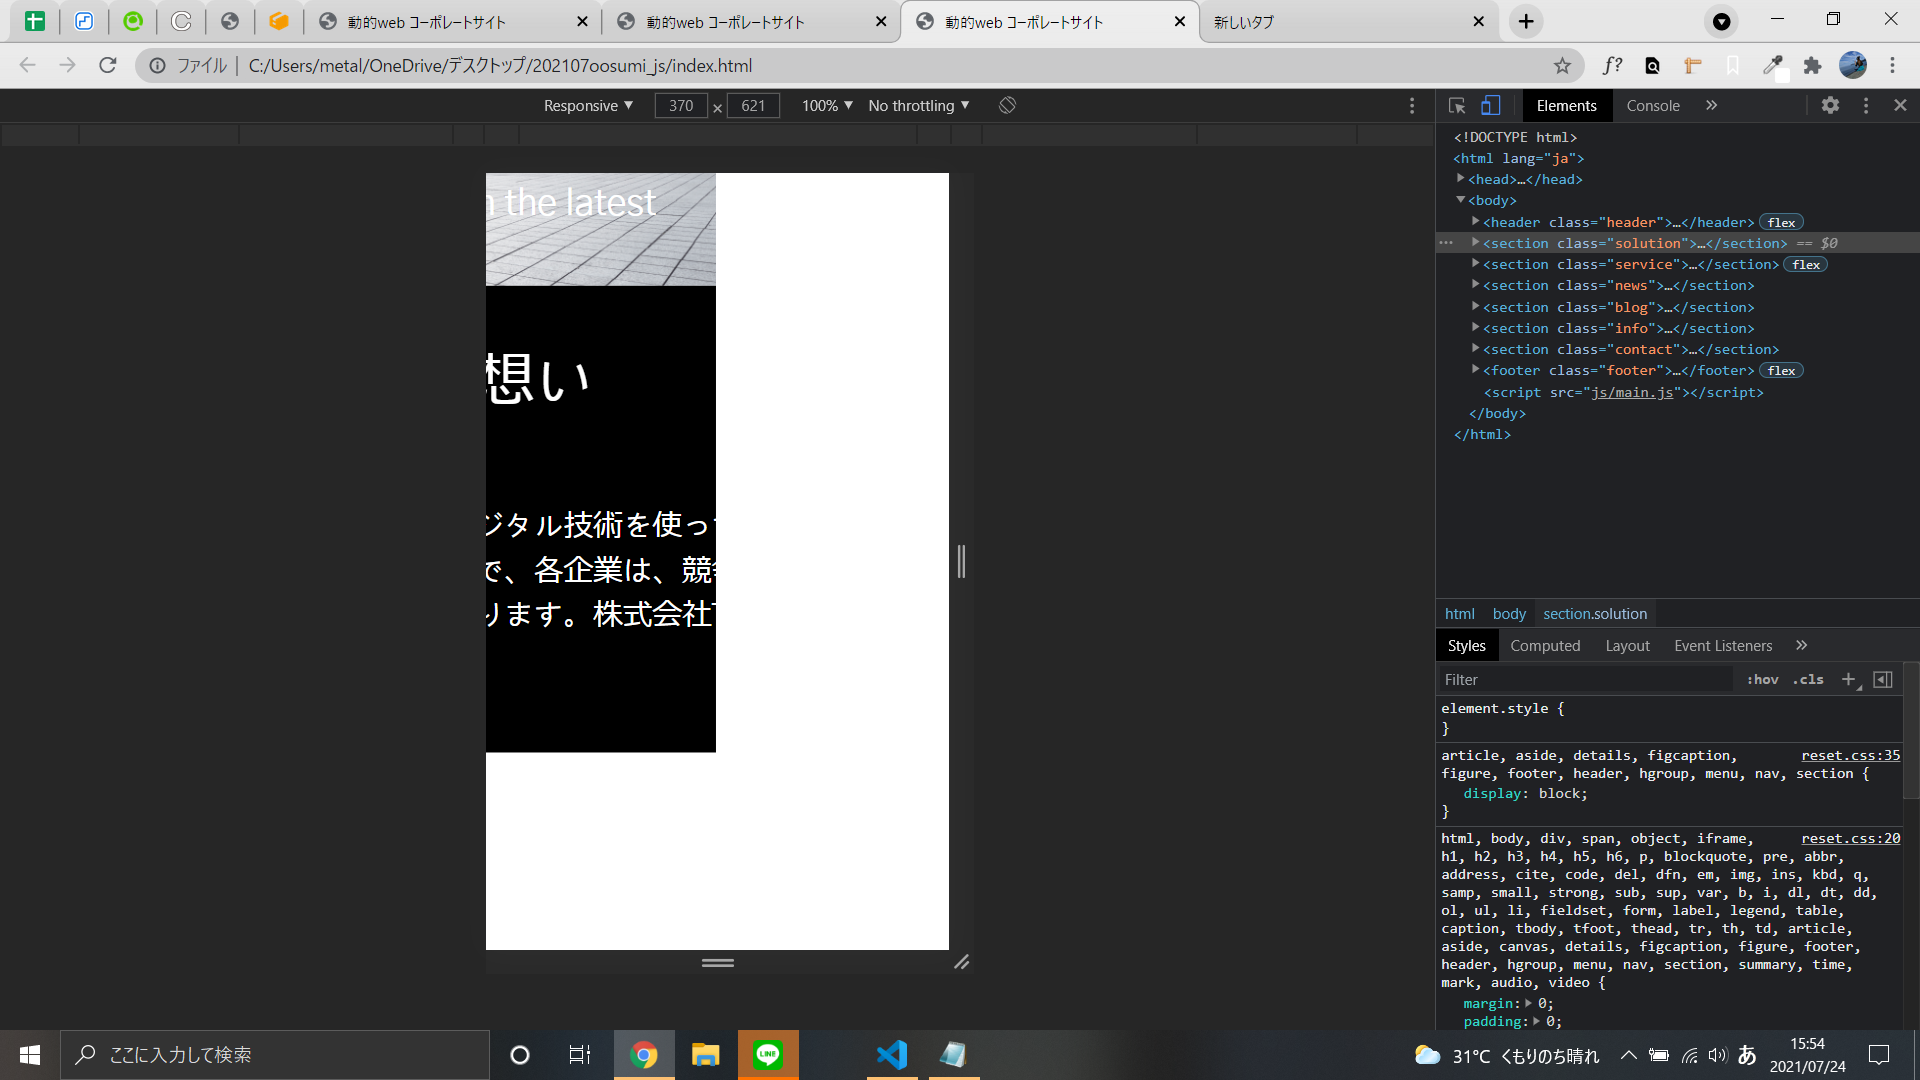 動的web コーポレートサイト
動的web コーポレートサイト
動的web コーポレートサイト
新しいタブ
ファイル | C:/Users/metal/OneDrive/デスクトップ/202107oosumi_js/index.html
f?
Responsive ▼ 370 × 621 100% ▼ No throttling ▼
the latest
想い
ジタル技術を使っ
で、各企業は、競
ります。株式会社
Elements Console »
<!DOCTYPE html>
<html lang="ja">
<head>…</head>
<body>
<header class="header">…</header> flex
<section class="solution">…</section> == $0
<section class="service">…</section> flex
<section class="news">…</section>
<section class="blog">…</section>
<section class="info">…</section>
<section class="contact">…</section>
<footer class="footer">…</footer> flex
<script src="js/main.js"></script>
</body>
</html>
html body section.solution
Styles Computed Layout Event Listeners »
Filter :hov .cls +
element.style {
}
article, aside, details, figcaption, reset.css:35
figure, footer, header, hgroup, menu, nav, section {
display: block;
}
html, body, div, span, object, iframe, reset.css:20
h1, h2, h3, h4, h5, h6, p, blockquote, pre, abbr,
address, cite, code, del, dfn, em, img, ins, kbd, q,
samp, small, strong, sub, sup, var, b, i, dl, dt, dd,
ol, ul, li, fieldset, form, label, legend, table,
caption, tbody, tfoot, thead, tr, th, td, article,
aside, canvas, details, figcaption, figure, footer,
header, hgroup, menu, nav, section, summary, time,
mark, audio, video {
margin: 0;
padding: 0;
ここに入力して検索
LINE
31°C くもりのち晴れ
あ
15:54
2021/07/24